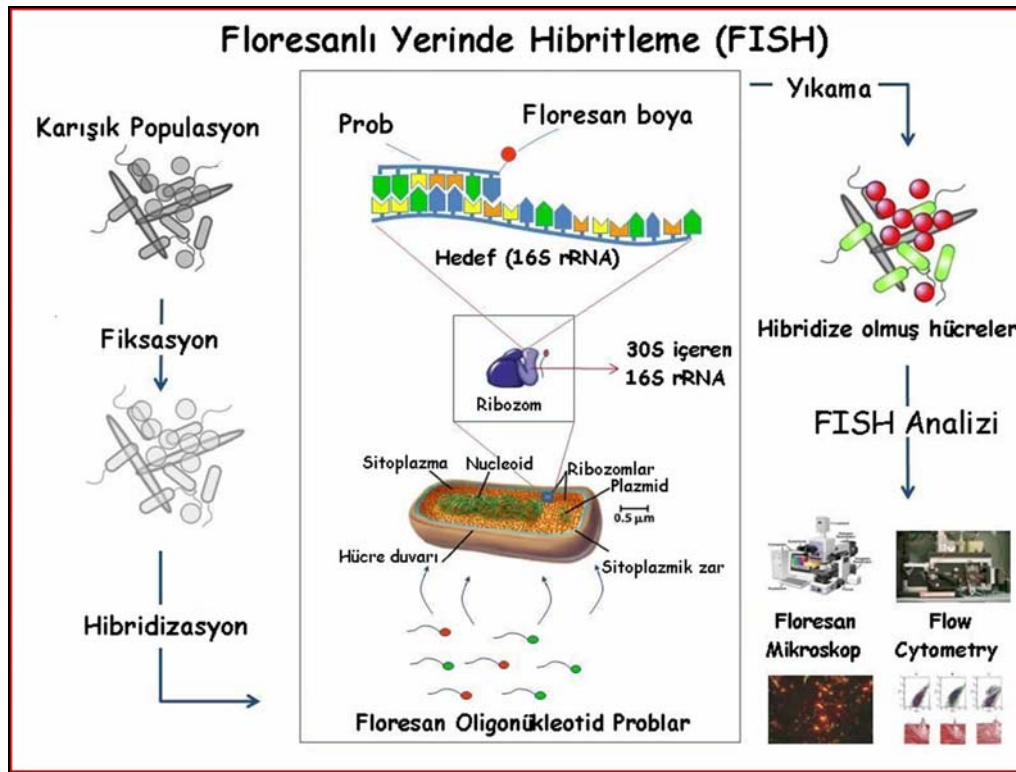 Floresanlı Yerinde Hibritleme (FISH)
Karışık Populasyon
Fiksasyon
Hibridizasyon
Prob
Floresan boya
Hedef (16S rRNA)
30S içeren
16S rRNA
Ribozom
Sitoplazma
Nucleoid
Ribozomlar
Plazmid
0.5 µm
Hücre duvarı
Sitoplazmik zar
Floresan Oligonükleotid Problar
Yıkama
Hibridize olmuş hücreler
FISH Analizi
Floresan
Mikroskop
Flow
Cytometry